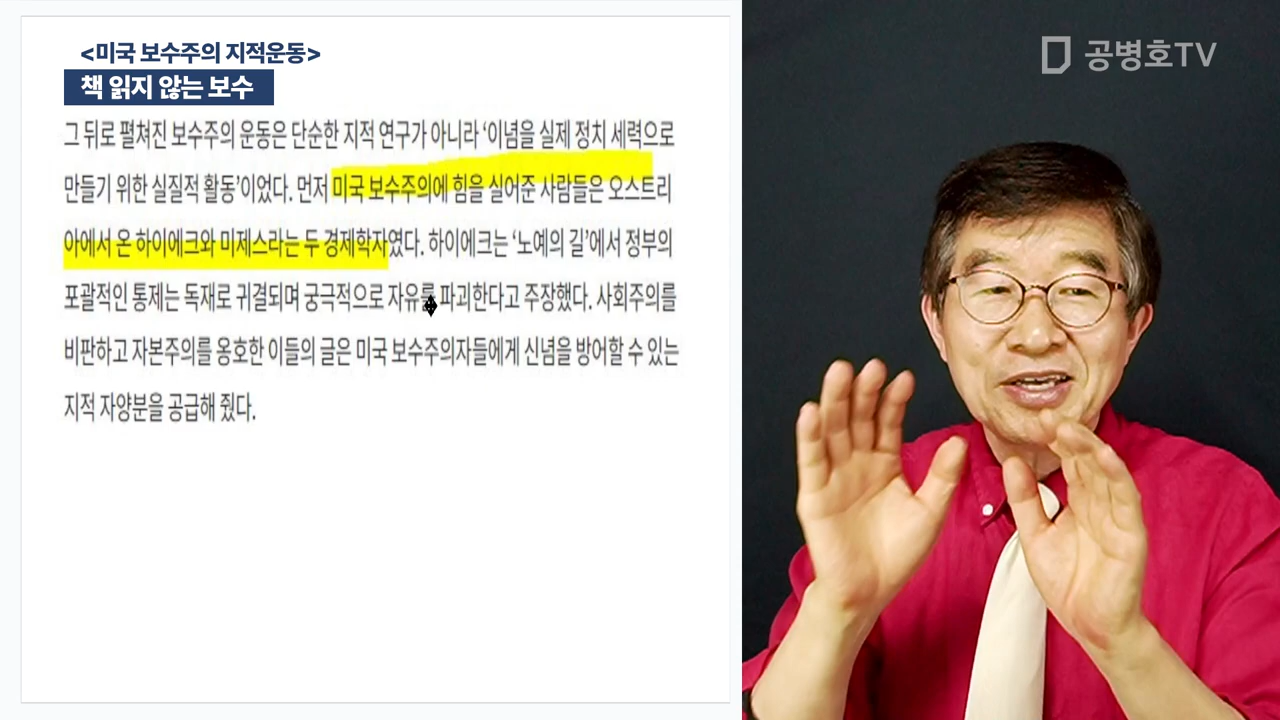 <미국 보수주의 지적운동>
책 읽지 않는 보수
그 뒤로 펼쳐진 보수주의 운동은 단순한 지적 연구가 아니라 ‘이념을 실제 정치 세력으로
만들기 위한 실질적 활동’이었다. 먼저 미국 보수주의에 힘을 실어준 사람들은 오스트리
아에서 온 하이에크와 미제스라는 두 경제학자였다. 하이에크는 ‘노예의 길’에서 정부의
포괄적인 통제는 독재로 귀결되며 궁극적으로 자유를 파괴한다고 주장했다. 사회주의를
비판하고 자본주의를 옹호한 이들의 글은 미국 보수주의자들에게 신념을 방어할 수 있는
지적 자양분을 공급해 줬다.
공병호TV